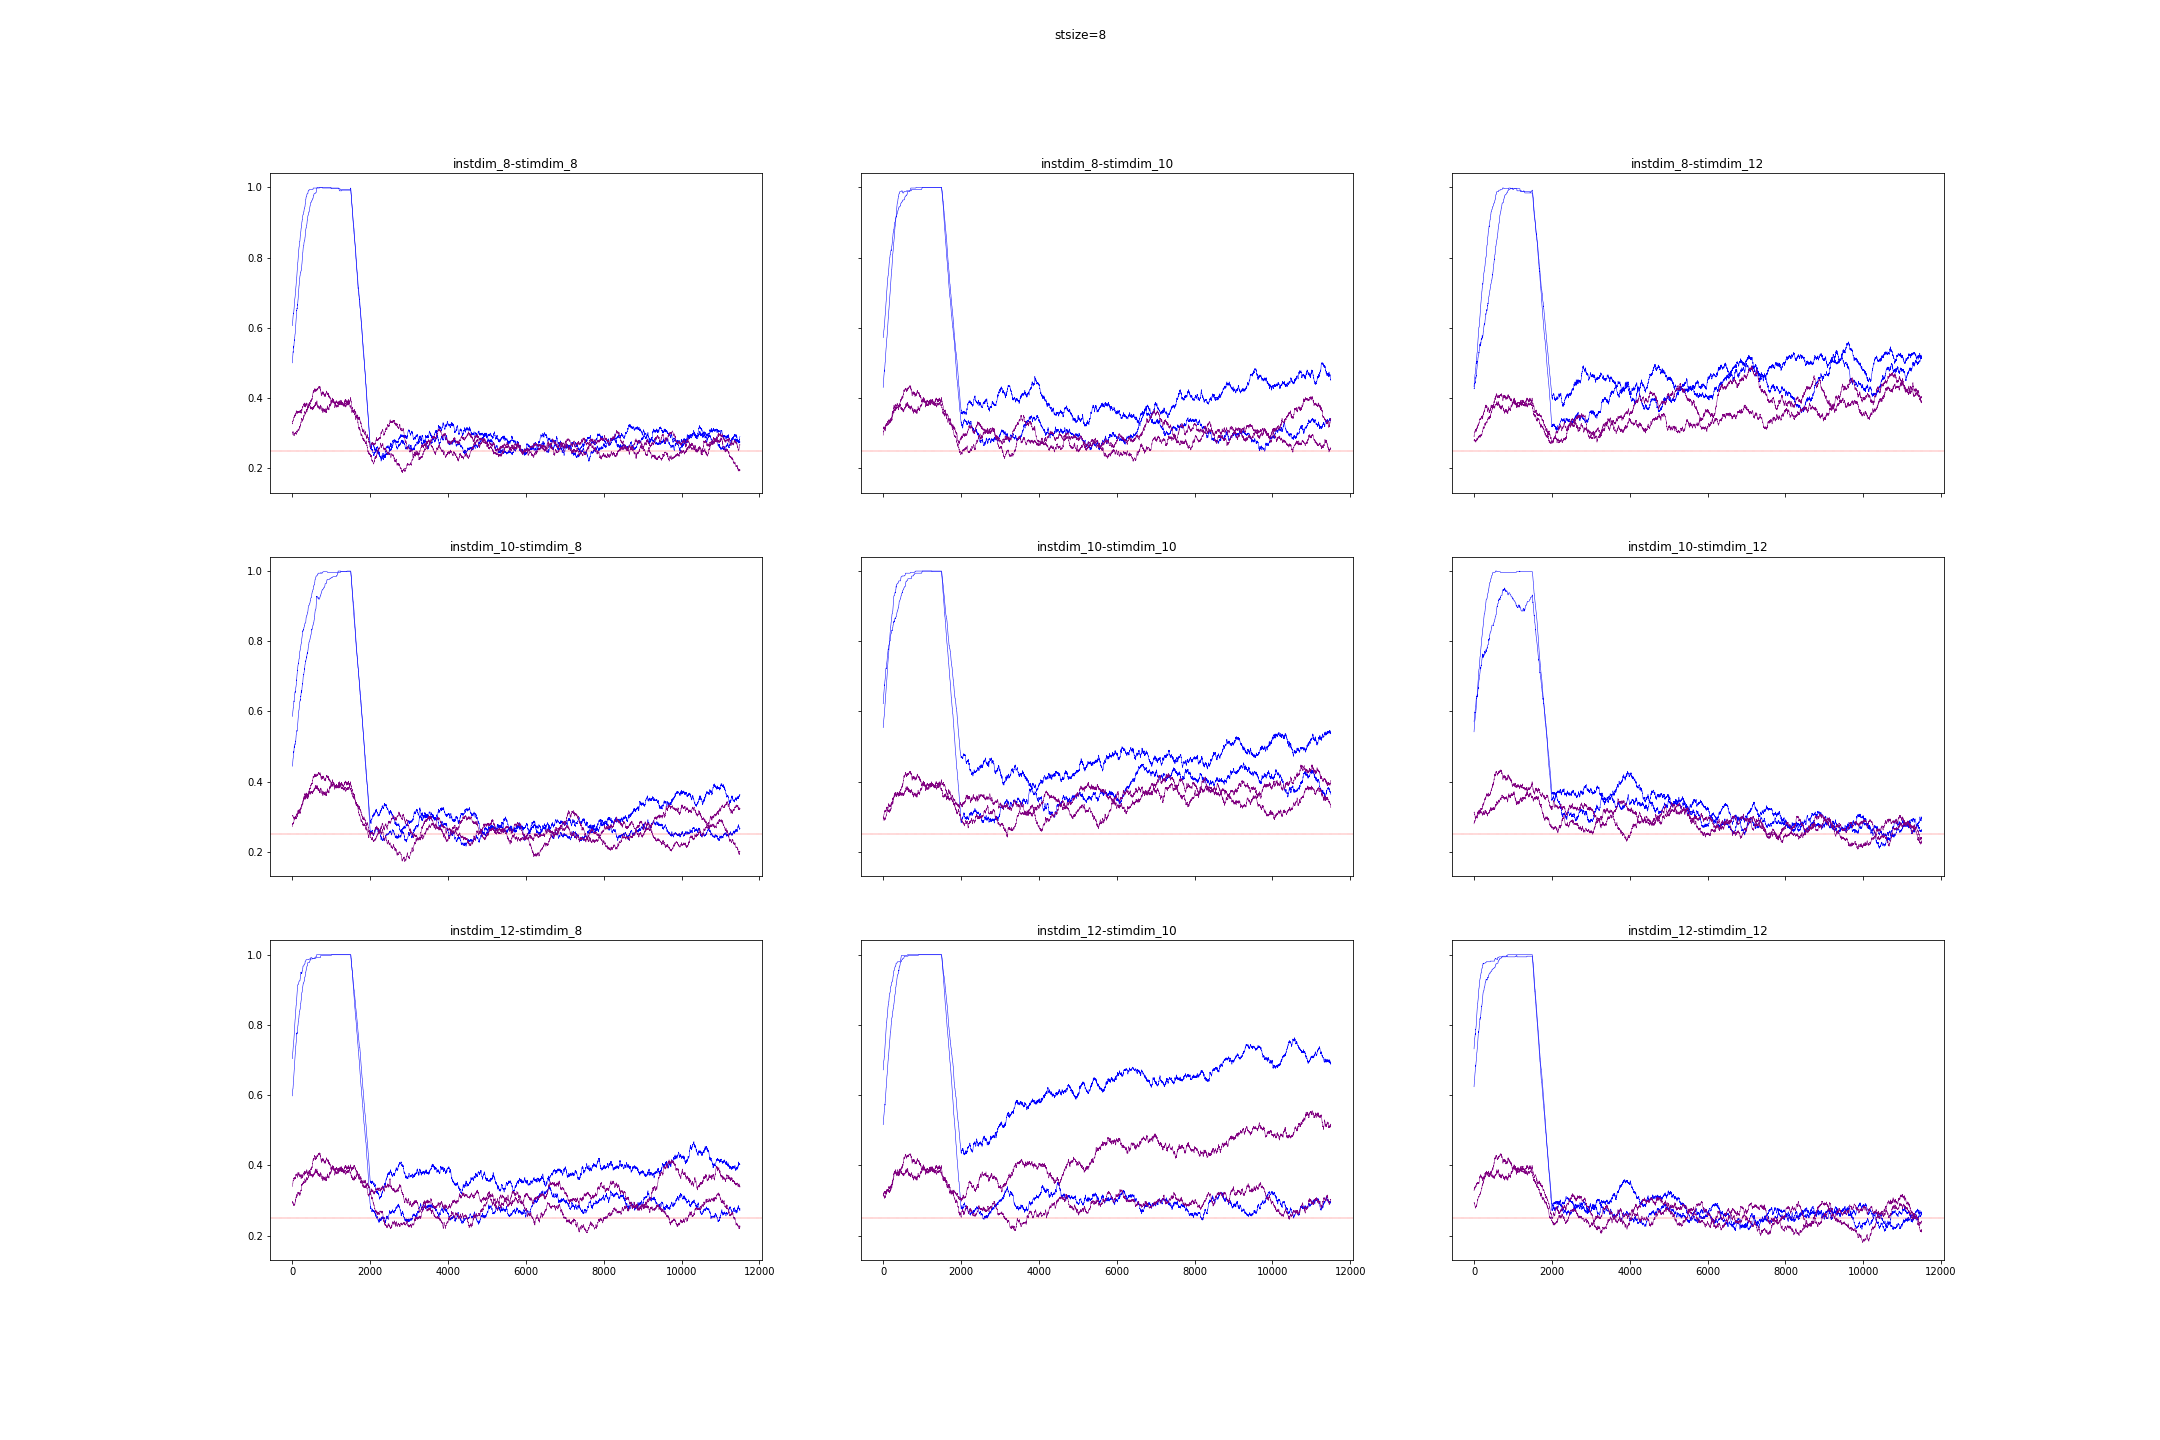 stsize=8
instdim_8-stimdim_8
instdim_8-stimdim_10
instdim_8-stimdim_12
1.0
0.8
0.6
0.4
0.2
instdim_10-stimdim_8
instdim_10-stimdim_10
instdim_10-stimdim_12
1.0
0.8
0.6
0.4
0.2
instdim_12-stimdim_8
instdim_12-stimdim_10
instdim_12-stimdim_12
1.0
0.8
0.6
0.4
0.2
0 2000 4000 6000 8000 10000 12000
0 2000 4000 6000 8000 10000 12000
0 2000 4000 6000 8000 10000 12000